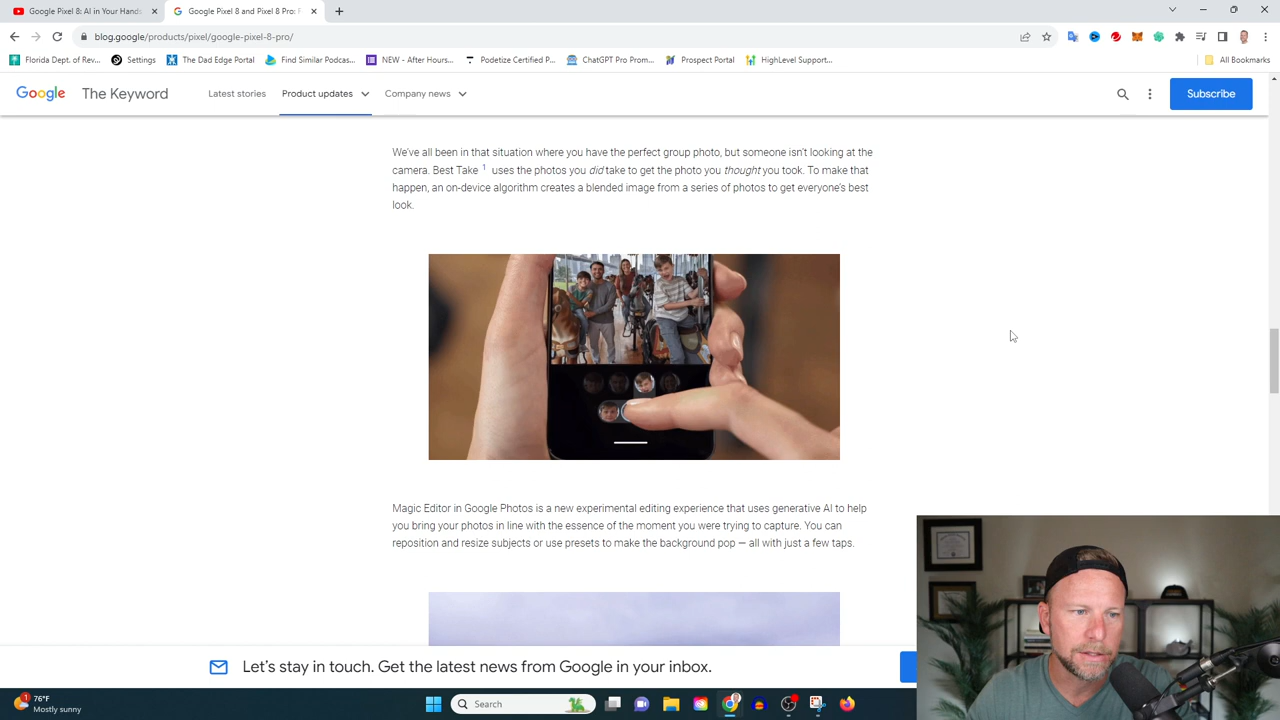 Google Pixel 8: AI in Your Hands
Google Pixel 8 and Pixel 8 Pro: F
blog.google/products/pixel/google-pixel-8-pro/
Florida Dept. of Rev...
Settings
The Dad Edge Portal
Find Similar Podcas...
NEW - After Hours...
Podetize Certified P...
ChatGPT Pro Prom...
Prospect Portal
HighLevel Support...
All Bookmarks
Google The Keyword
Latest stories
Product updates
Company news
Subscribe
We've all been in that situation where you have the perfect group photo, but someone isn't looking at the
camera. Best Take 1 uses the photos you did take to get the photo you thought you took. To make that
happen, an on-device algorithm creates a blended image from a series of photos to get everyone's best
look.
Magic Editor in Google Photos is a new experimental editing experience that uses generative AI to help
you bring your photos in line with the essence of the moment you were trying to capture. You can
reposition and resize subjects or use presets to make the background pop — all with just a few taps.
Let's stay in touch. Get the latest news from Google in your inbox.
1
76°F
Mostly sunny
Search